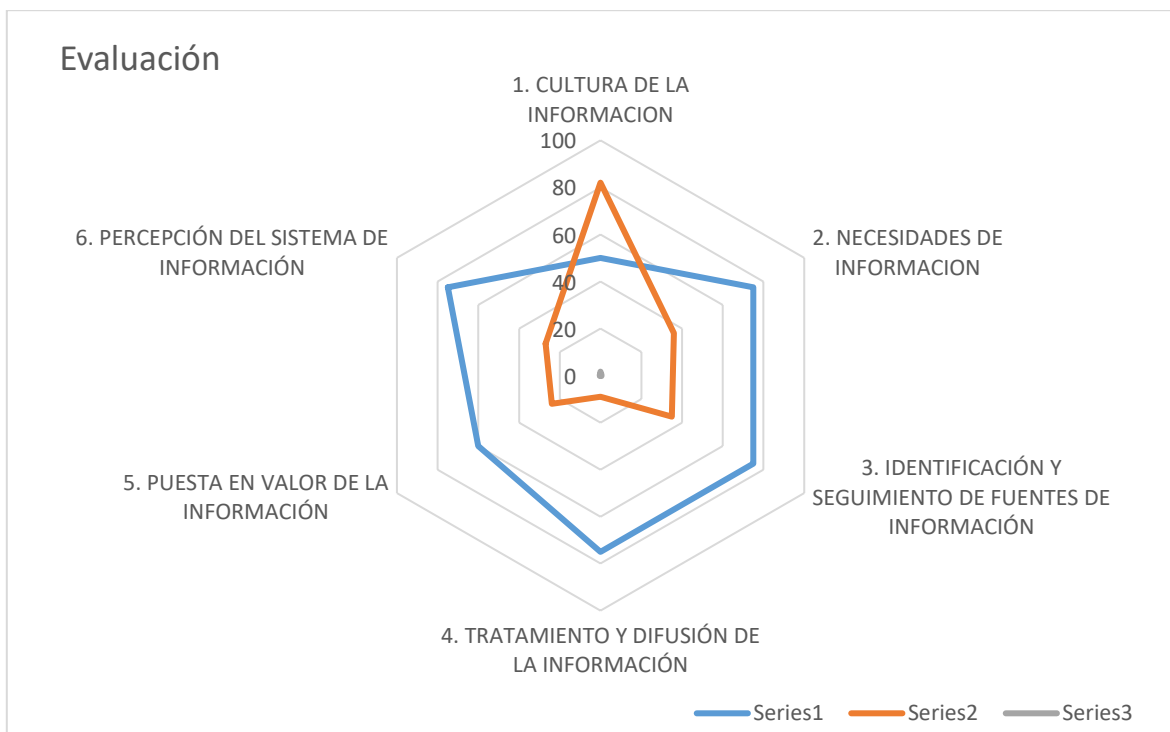 Evaluación
1. CULTURA DE LA
INFORMACION
100
80
60
40
20
0
2. NECESIDADES DE
INFORMACION
3. IDENTIFICACIÓN Y
SEGUIMIENTO DE FUENTES DE
INFORMACIÓN
4. TRATAMIENTO Y DIFUSIÓN DE
LA INFORMACIÓN
5. PUESTA EN VALOR DE LA
INFORMACIÓN
6. PERCEPCIÓN DEL SISTEMA DE
INFORMACIÓN
Series1 Series2 Series3